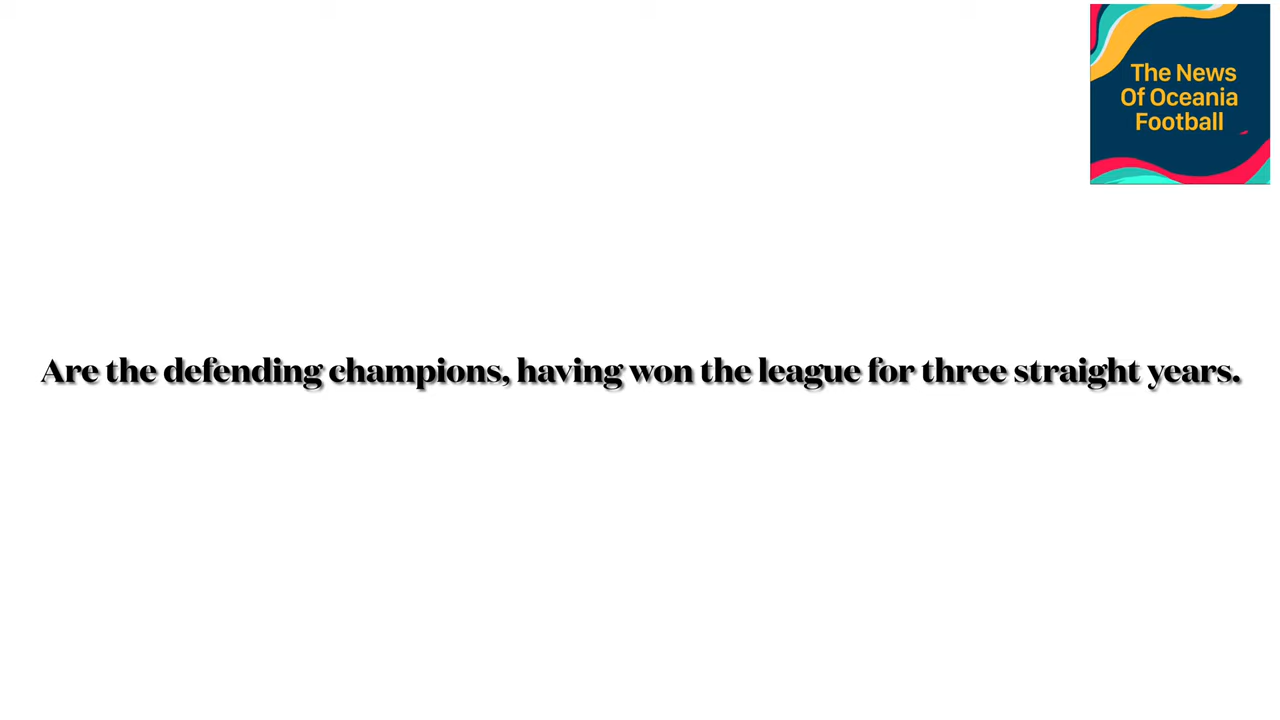 The News
Of Oceania
Football
Are the defending champions, having won the league for three straight years.